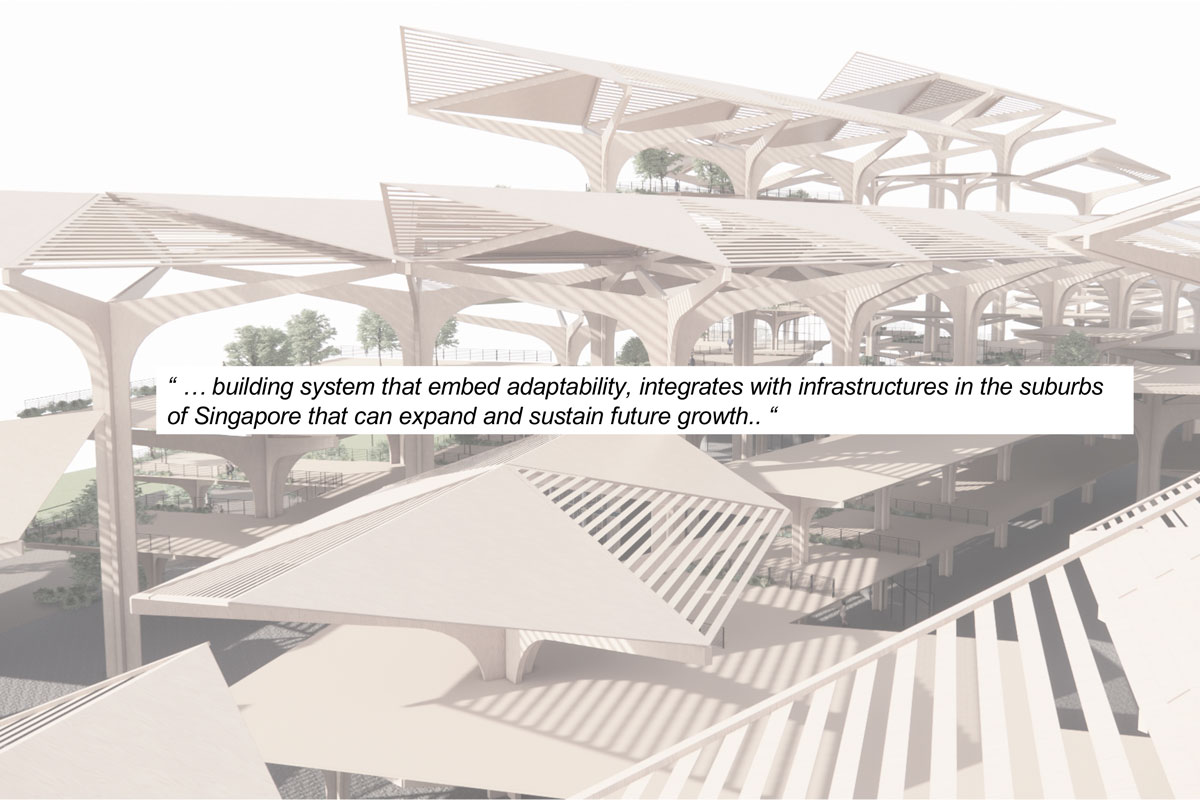 “ … building system that embed adaptability, integrates with infrastructures in the suburbs
of Singapore that can expand and sustain future growth.. “